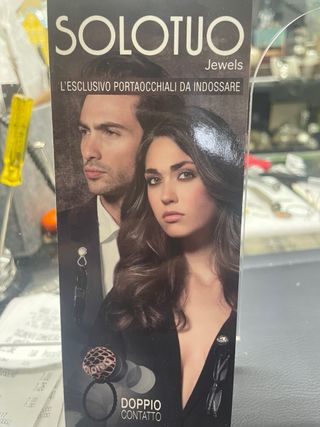 SOLOTUO
Jewels
L'ESCLUSIVO PORTAOCCHIALI DA INDOSSARE
DOPPIO
CONTATTO